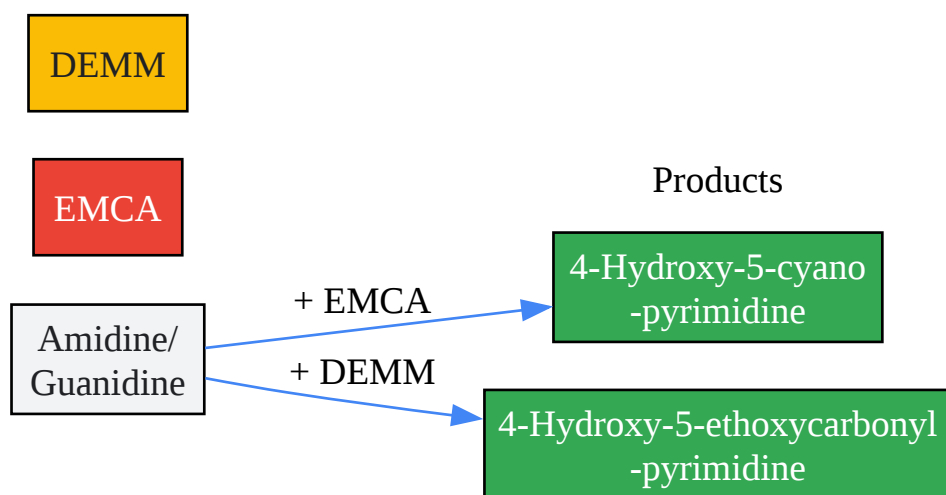 DEMM
EMCA
Products
4-Hydroxy-5-cyano
-pyrimidine
+ EMCA
Amidine/
Guanidine
+ DEMM
4-Hydroxy-5-ethoxycarbonyl
-pyrimidine